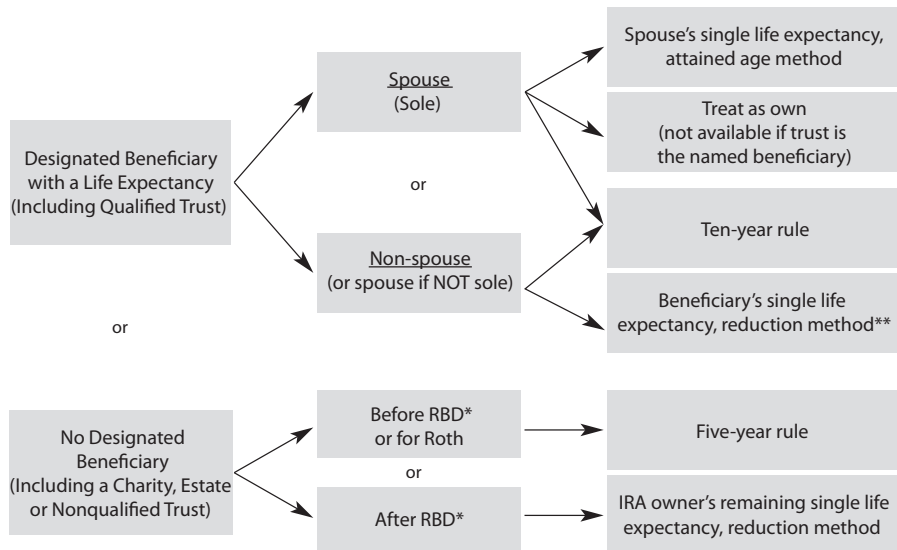 Designated Beneficiary
with a Life Expectancy
(Including Qualified Trust)
or
No Designated
Beneficiary
(Including a Charity, Estate
or Nonqualified Trust)
Spouse
(Sole)
or
Non-spouse
(or spouse if NOT sole)
Before RBD*
or for Roth
or
After RBD*
Spouse's single life expectancy,
attained age method
Treat as own
(not available if trust is
the named beneficiary)
Ten-year rule
Beneficiary's single life
expectancy, reduction method**
Five-year rule
IRA owner's remaining single life
expectancy, reduction method